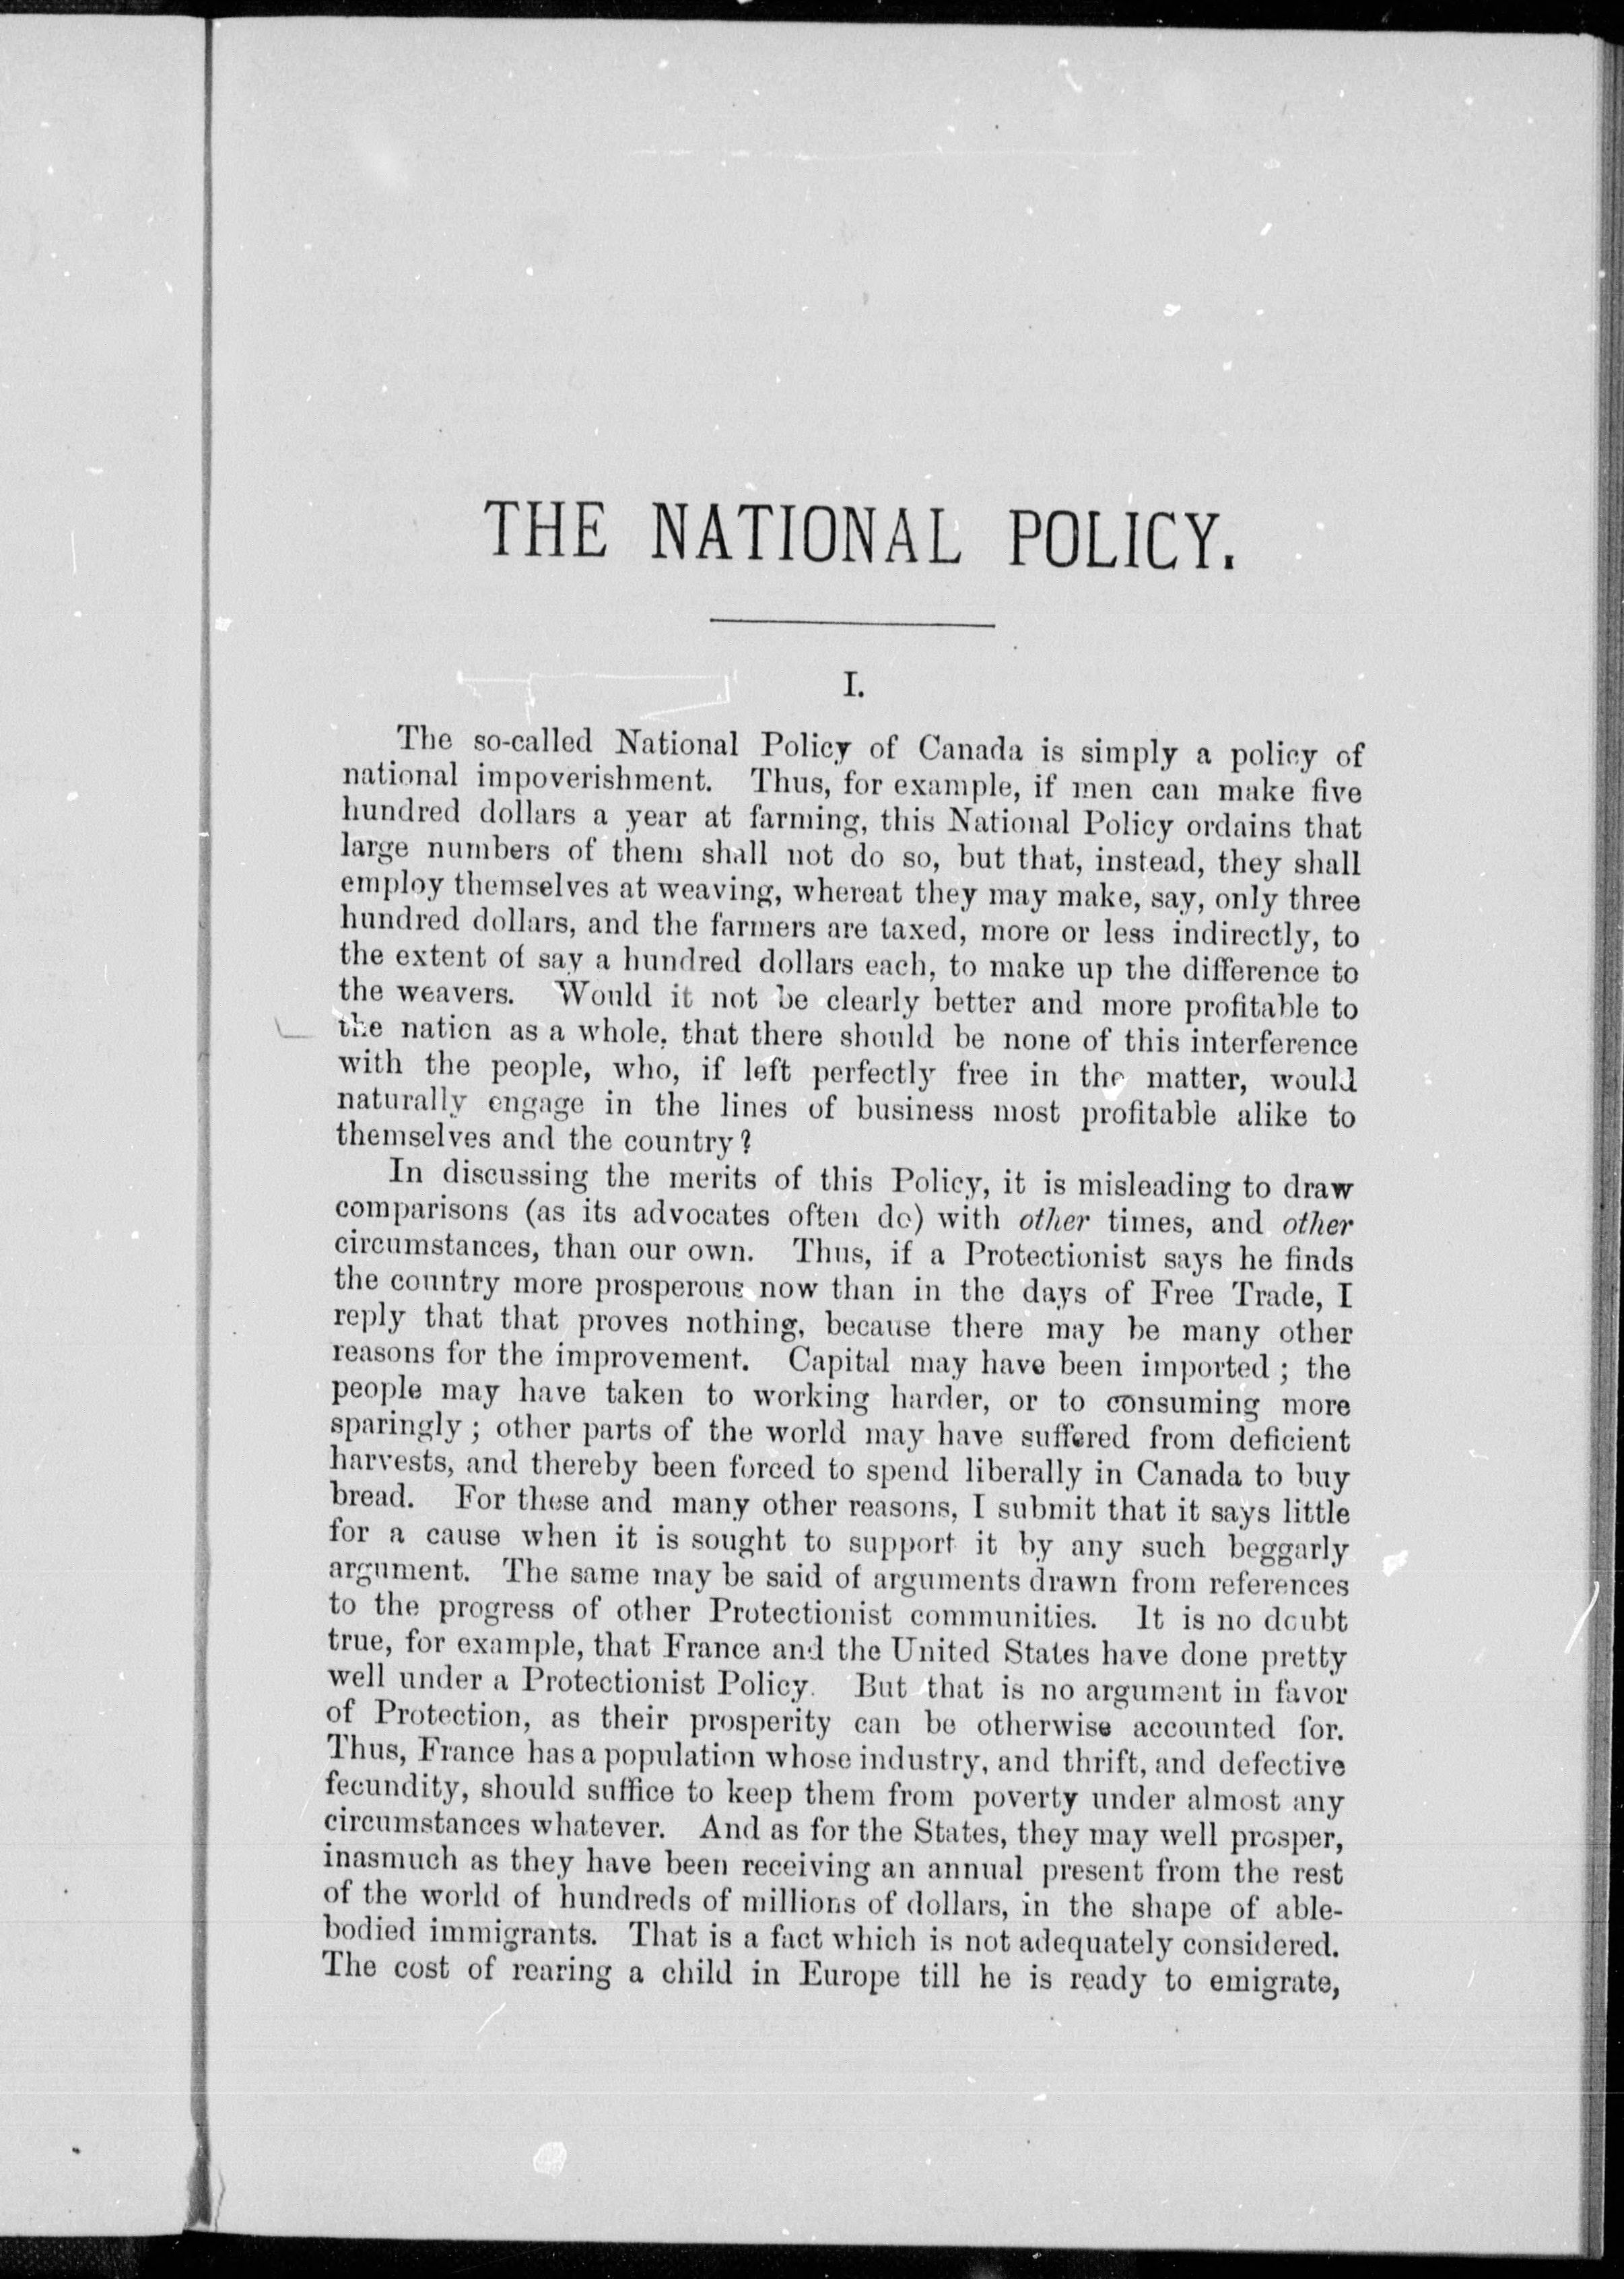 THE NATIONAL POLICY.
I.
The so-called National Policy of Canada is simply a policy of
national impoverishment. Thus, for example, if men can make five
hundred dollars a year at farming, this National Policy ordains that
large numbers of them shall not do so, but that, instead, they shall
employ themselves at weaving, whereat they may make, say, only three
hundred dollars, and the farmers are taxed, more or less indirectly, to
the extent of say a hundred dollars each, to make up the difference to
the weavers. Would it not be clearly better and more profitable to
the nation as a whole, that there should be none of this interference
with the people, who, if left perfectly free in the matter, would
naturally engage in the lines of business most profitable alike to
themselves and the country?
In discussing the merits of this Policy, it is misleading to draw
comparisons (as its advocates often do) with other times, and other
circumstances, than our own. Thus, if a Protectionist says he finds
the country more prosperous now than in the days of Free Trade, I
reply that that proves nothing, because there may be many other
reasons for the improvement. Capital may have been imported; the
people may have taken to working harder, or to consuming more
sparingly; other parts of the world may have suffered from deficient
harvests, and thereby been forced to spend liberally in Canada to buy
bread. For these and many other reasons, I submit that it says little
for a cause when it is sought to support it by any such beggarly
argument. The same may be said of arguments drawn from references
to the progress of other Protectionist communities. It is no doubt
true, for example, that France and the United States have done pretty
well under a Protectionist Policy. But that is no argument in favor
of Protection, as their prosperity can be otherwise accounted for.
Thus, France has a population whose industry, and thrift, and defective
fecundity, should suffice to keep them from poverty under almost any
circumstances whatever. And as for the States, they may well prosper,
inasmuch as they have been receiving an annual present from the rest
of the world of hundreds of millions of dollars, in the shape of able-
bodied immigrants. That is a fact which is not adequately considered.
The cost of rearing a child in Europe till he is ready to emigrate,